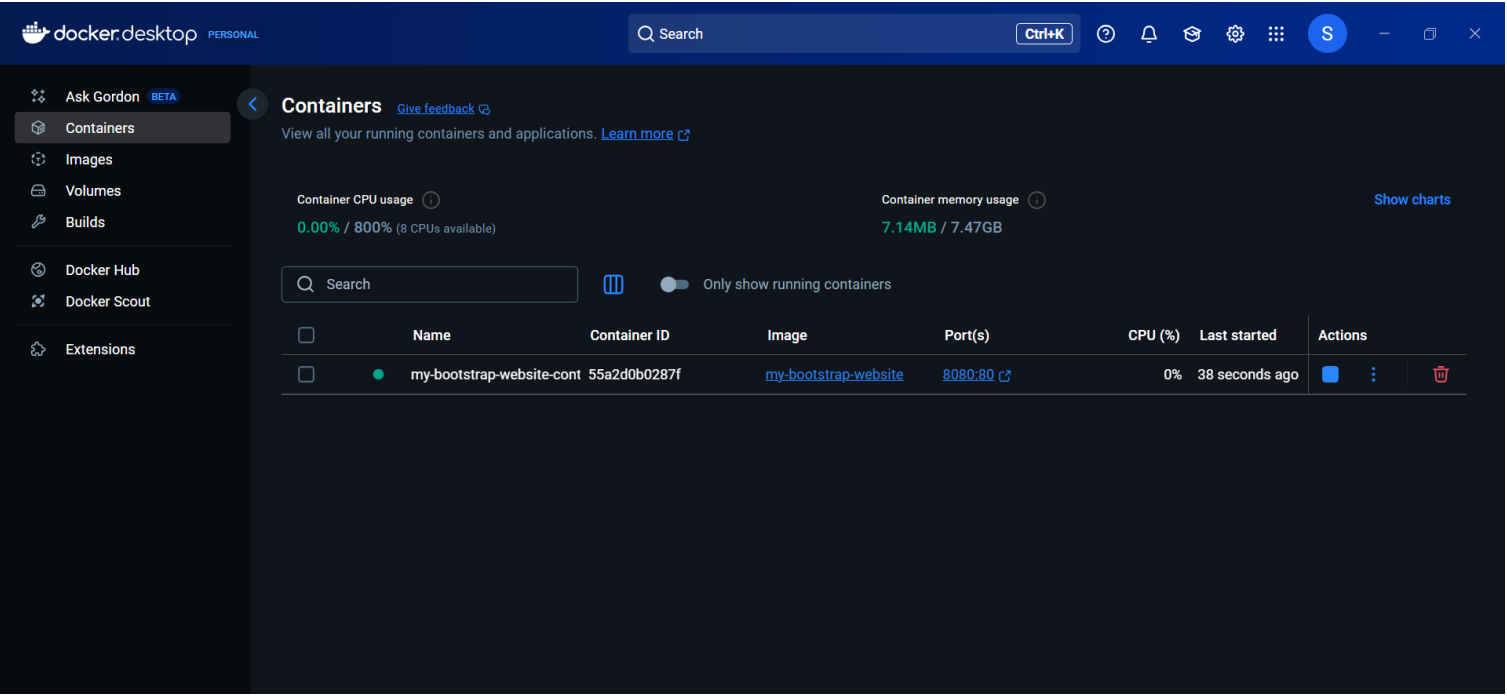 docker.desktop PERSONAL Search Ctrl+K S
Ask Gordon BETA
Containers
Images
Volumes
Builds
Docker Hub
Docker Scout
Extensions
Containers Give feedback
View all your running containers and applications. Learn more
Container CPU usage Container memory usage Show charts
0.00% / 800% (8 CPUs available) 7.14MB / 7.47GB
Search Only show running containers
Name Container ID Image Port(s) CPU (%) Last started Actions
my-bootstrap-website-cont 55a2d0b0287f my-bootstrap-website 8080:80 0% 38 seconds ago